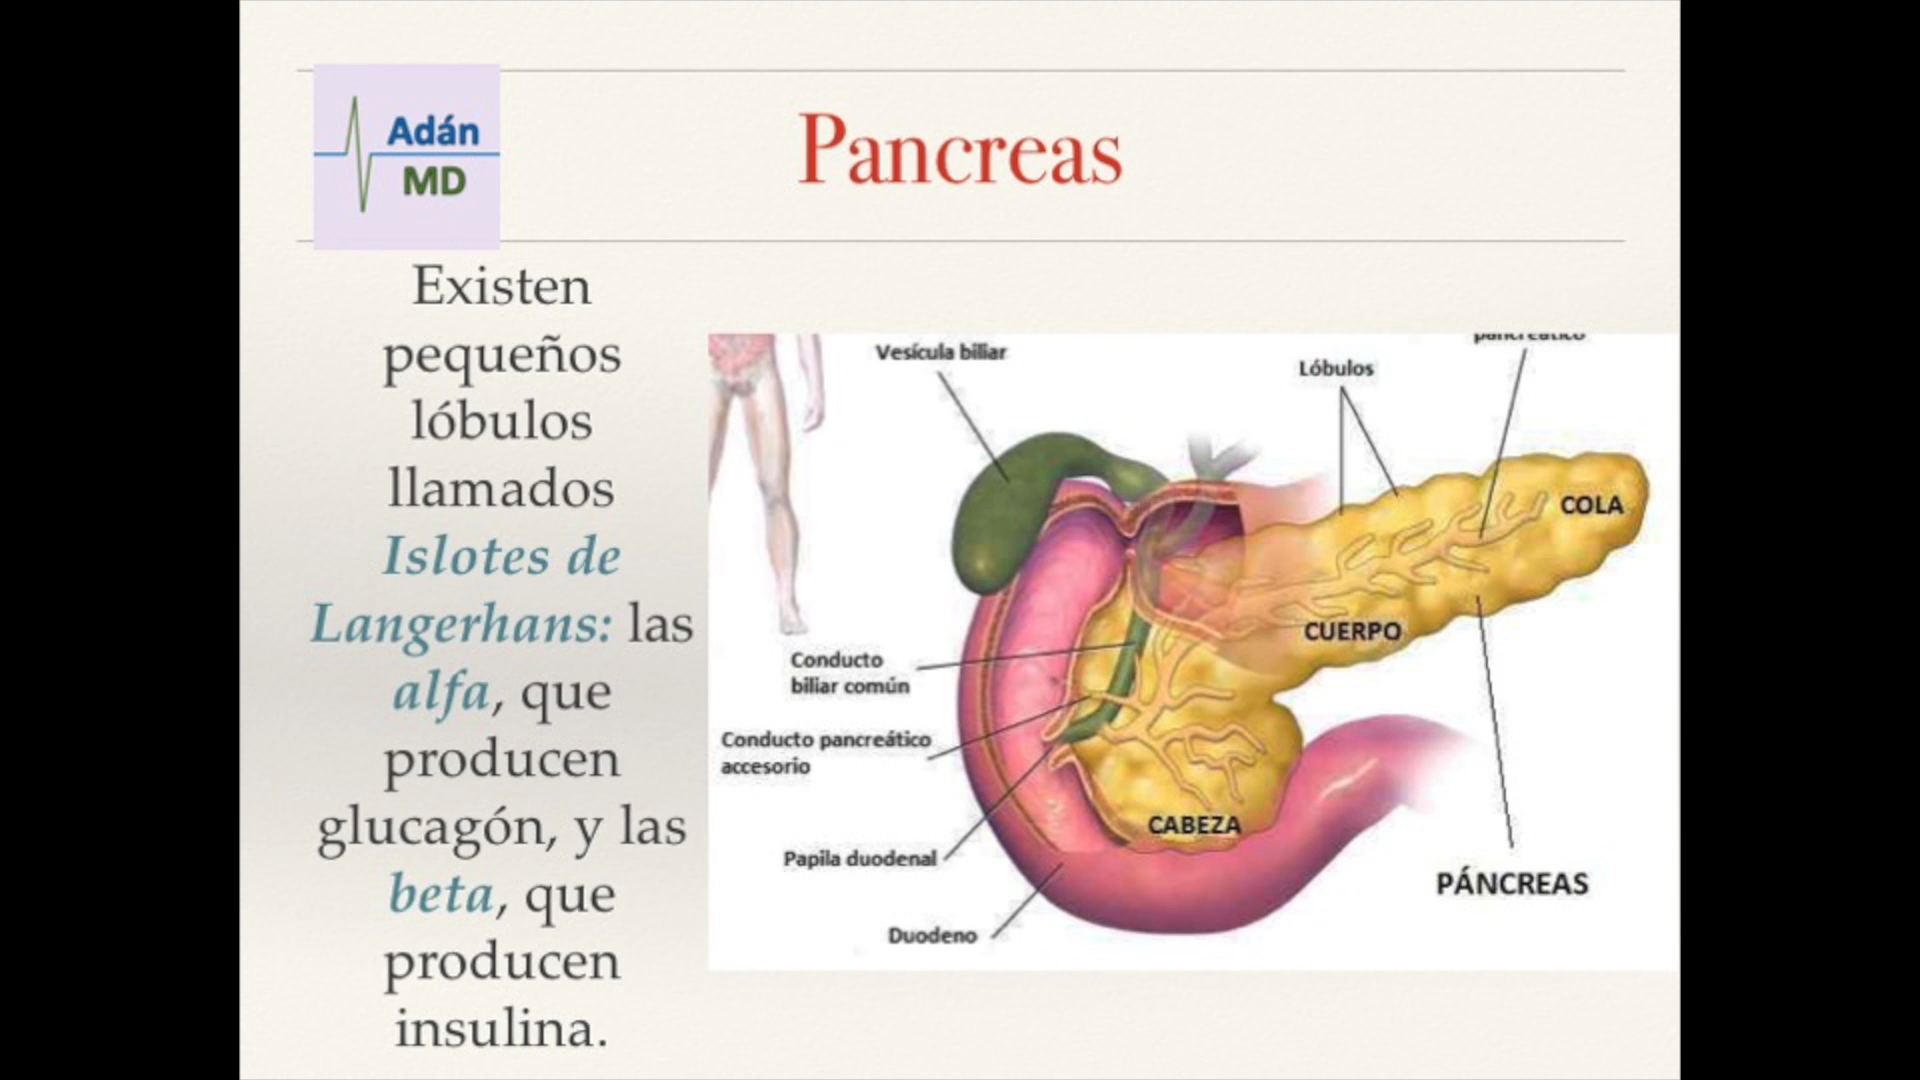 Adán
MD
Pancreas
Existen
pequeños
lóbulos
llamados
Islotes de
Langerhans: las
alfa, que
producen
glucagón, y las
beta, que
producen
insulina.
Vesícula biliar
Lóbulos
pancreático
COLA
CUERPO
Conducto
biliar común
Conducto pancreático
accesorio
CABEZA
Papila duodenal
PÁNCREAS
Duodeno